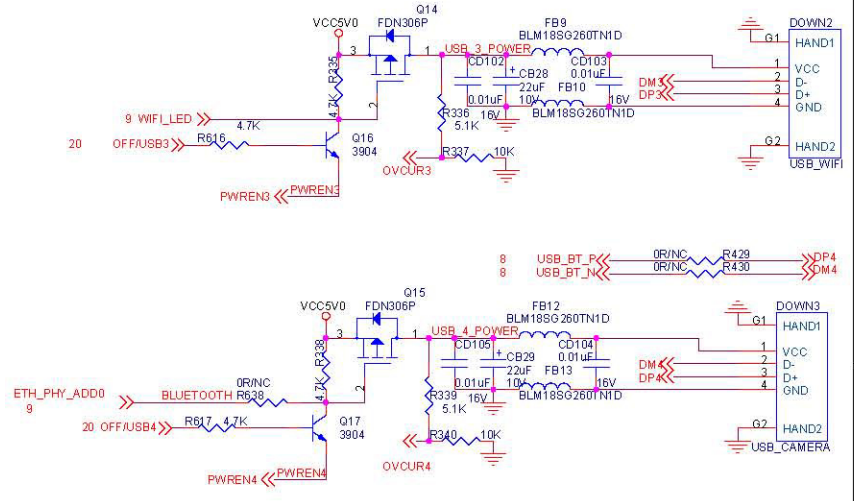 Q14
VCC5V0
FDN306P
3
1
2
USB_3_POWER
FB9
BLM18SG260TN1D
DOWN2
G1
HAND1
R335
4.7K
CD102
0.01uF
16V
CB28
22uF
10V
CD103
0.01uF
16V
FB10
BLM18SG260TN1D
1
VCC
DM3
2
D-
DP3
3
D+
4
GND
9 WIFI_LED
R336
5.1K
20
OFF/USB3
R616
4.7K
Q16
3904
R337
10K
OVCUR3
G2
HAND2
USB_WIFI
PWREN3
PWREN3
8
USB_BT_P
0R/NC
R429
DP4
8
USB_BT_N
0R/NC
R430
DM4
Q15
VCC5V0
FDN306P
3
1
2
USB_4_POWER
FB12
BLM18SG260TN1D
DOWN3
G1
HAND1
R338
4.7K
CD105
0.01uF
16V
CB29
22uF
10V
CD104
0.01uF
16V
FB13
BLM18SG260TN1D
1
VCC
DM4
2
D-
DP4
3
D+
4
GND
ETH_PHY_ADD0
9
BLUETOOTH
0R/NC
R638
R339
5.1K
20 OFF/USB4
R617
4.7K
Q17
3904
R340
10K
OVCUR4
G2
HAND2
USB_CAMERA
PWREN4
PWREN4